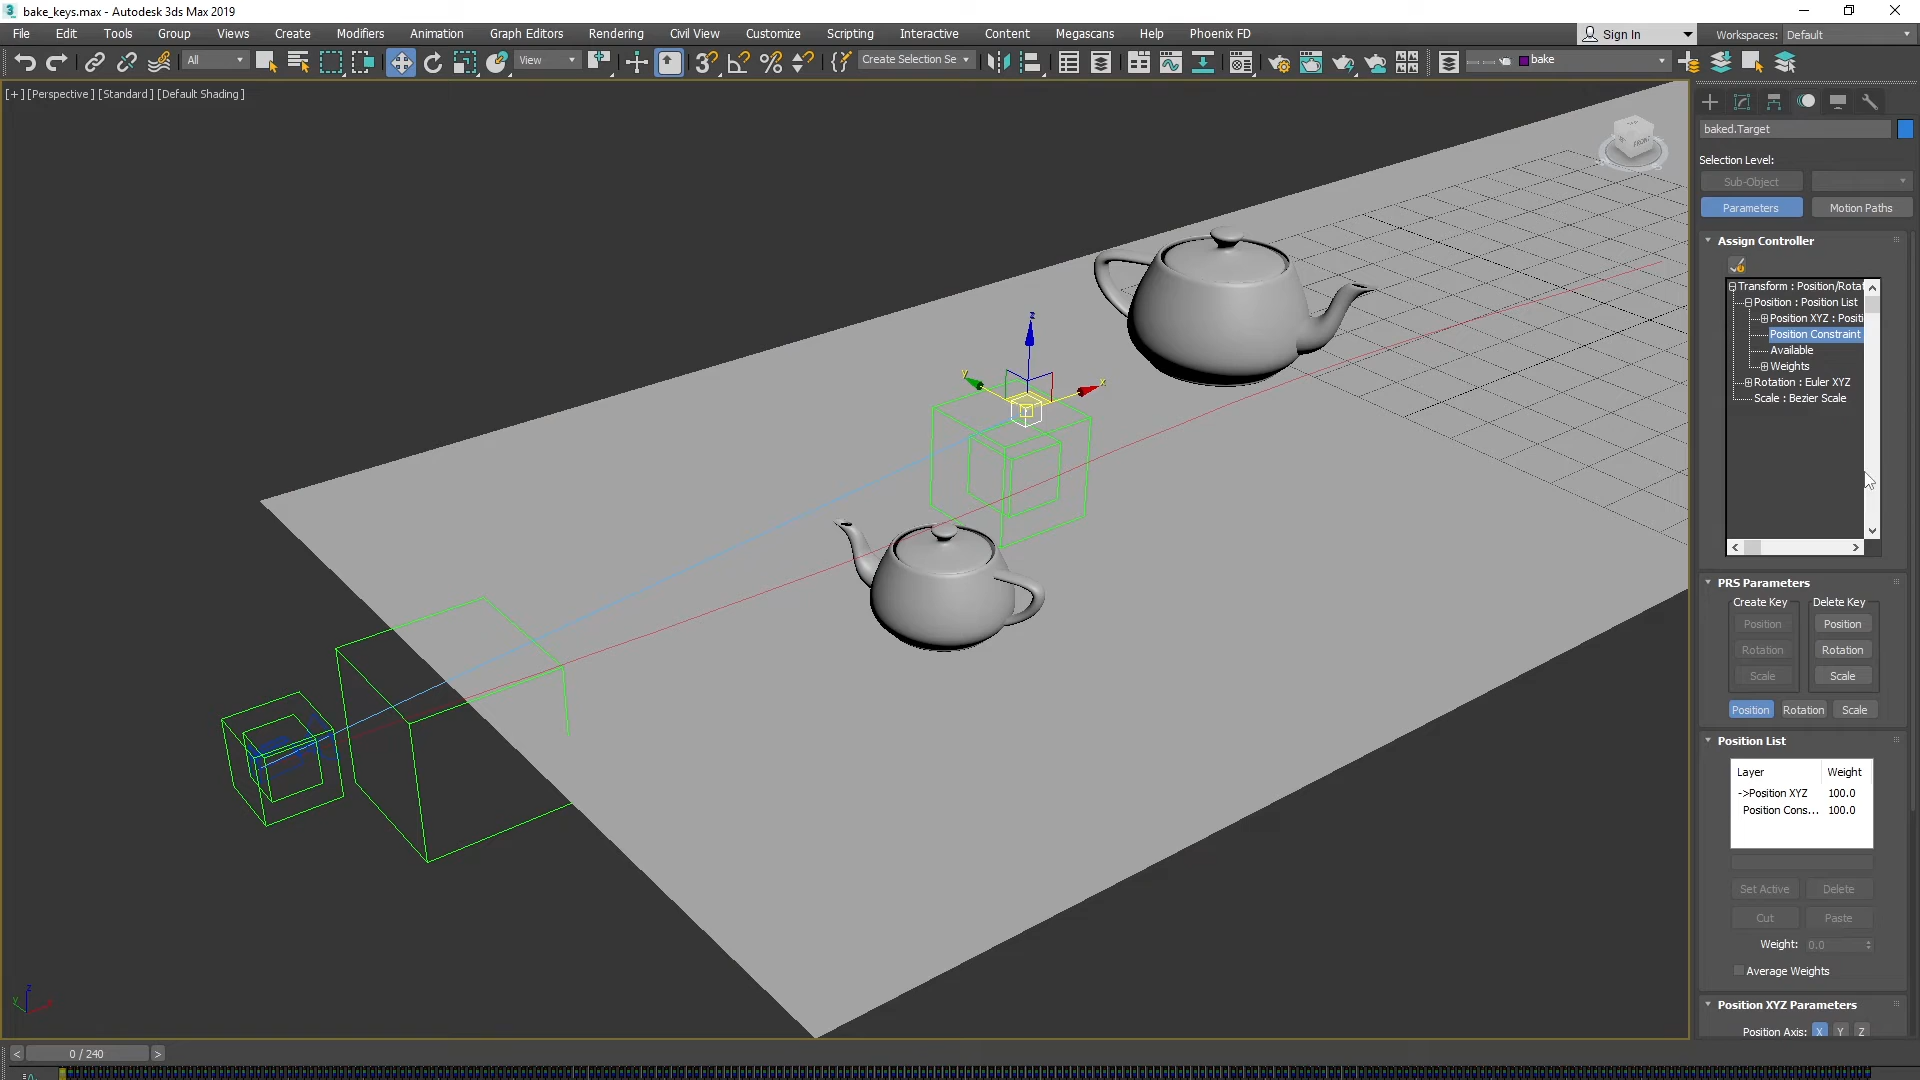 bake_keys.max - Autodesk 3ds Max 2019
File Edit Tools Group Views Create Modifiers Animation Graph Editors Rendering Civil View Customize Scripting Interactive Content Megascans Help Phoenix FD
Sign In
Workspaces: Default
All
View
Create Selection Se
bake
[+] [Perspective ] [Standard ] [Default Shading ]
baked.Target
Selection Level:
Sub-Object
Parameters
Motion Paths
Assign Controller
Transform : Position/Rotat
Position : Position List
Position XYZ : Positi
Position Constraint
Available
Weights
Rotation : Euler XYZ
Scale : Bezier Scale
PRS Parameters
Create Key Delete Key
Position Position
Rotation Rotation
Scale Scale
Position Rotation Scale
Position List
Layer Weight
->Position XYZ 100.0
Position Cons... 100.0
Set Active Delete
Cut Paste
Weight: 0.0
Average Weights
Position XYZ Parameters
Position Axis: X Y Z
z
y
x
FRONT
z
y
x
< 0 / 240 >